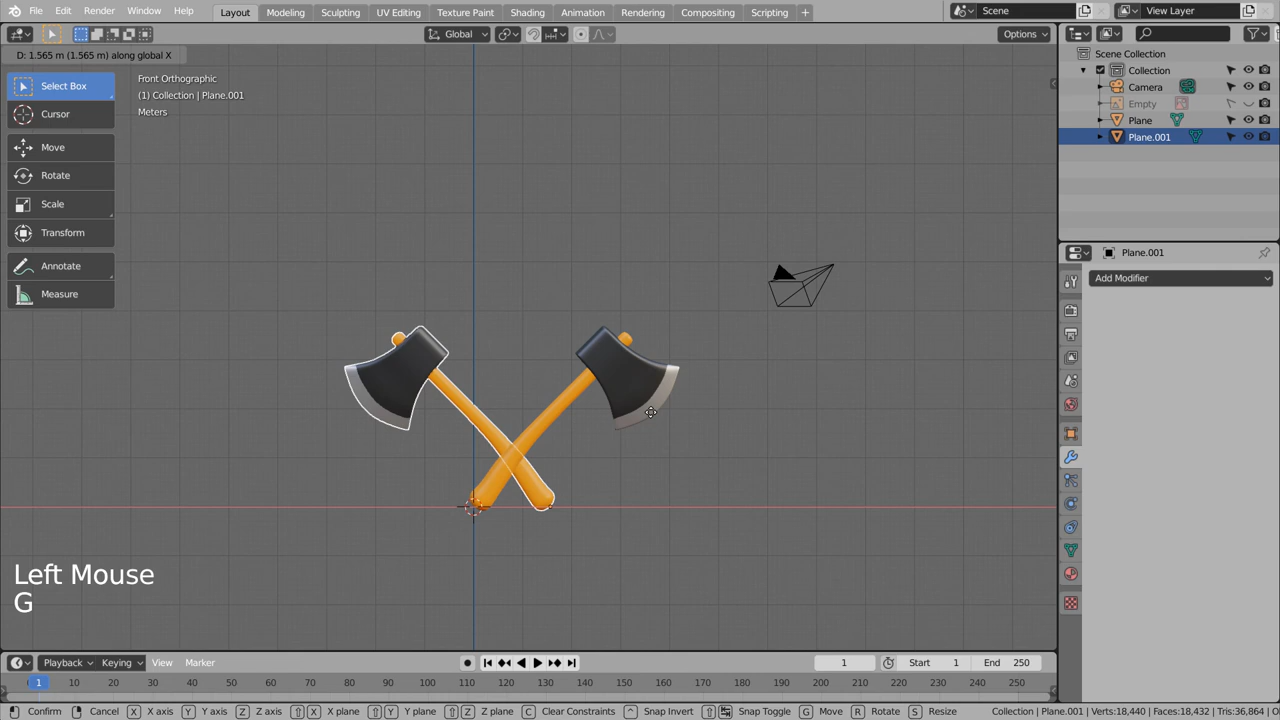 File Edit Render Window Help Layout Modeling Sculpting UV Editing Texture Paint Shading Animation Rendering Compositing Scripting + Scene View Layer
Global Options
D: 1.565 m (1.565 m) along global X
Scene Collection
Collection
Camera
Empty
Plane
Plane.001
Select Box
Cursor
Move
Rotate
Scale
Transform
Annotate
Measure
Front Orthographic
(1) Collection | Plane.001
Meters
Plane.001
Add Modifier
Left Mouse
G
Playback Keying View Marker 1 Start 1 End 250
1 10 20 30 40 50 60 70 80 90 100 110 120 130 140 150 160 170 180 190 200 210 220 230 240 250
Confirm Cancel X X axis Y Y axis Z Z axis X X plane Y Y plane Z Z plane C Clear Constraints ^ Snap Invert Snap Toggle G Move R Rotate S Resize Collection | Plane.001 | Verts:18,440 | Faces:18,432 | Tris:36,864 |